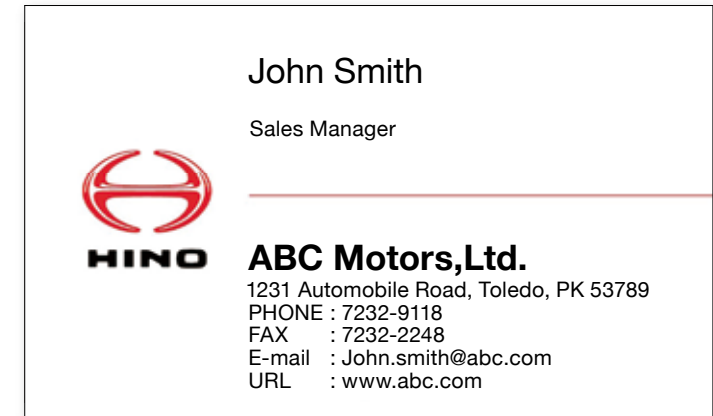 John Smith
Sales Manager
HINO
ABC Motors,Ltd.
1231 Automobile Road, Toledo, PK 53789
PHONE : 7232-9118
FAX : 7232-2248
E-mail : John.smith@abc.com
URL : www.abc.com